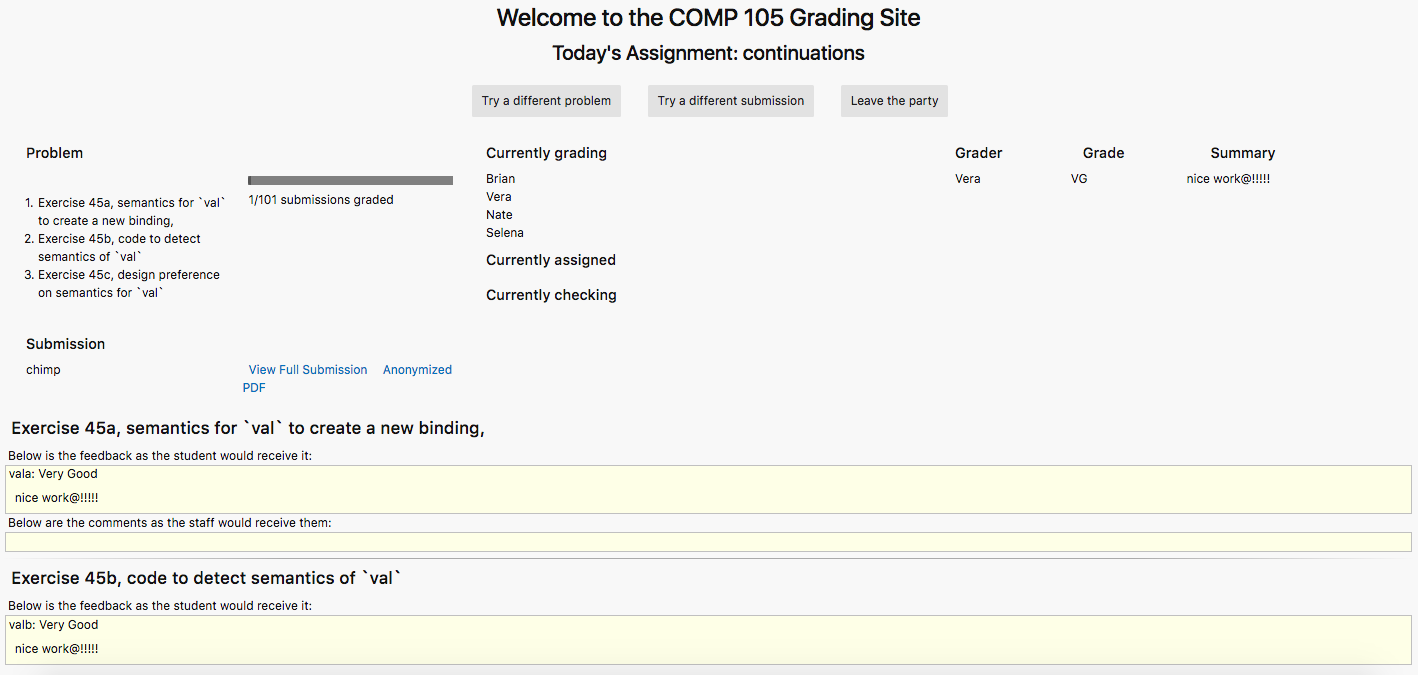 Welcome to the COMP 105 Grading Site
Today's Assignment: continuations
Try a different problem
Try a different submission
Leave the party
Problem
1. Exercise 45a, semantics for `val`
to create a new binding,
2. Exercise 45b, code to detect
semantics of `val`
3. Exercise 45c, design preference
on semantics for `val`
1/101 submissions graded
Currently grading
Brian
Vera
Nate
Selena
Currently assigned
Currently checking
Grader Grade Summary
Vera VG nice work@!!!!!
Submission
chimp
View Full Submission Anonymized
PDF
Exercise 45a, semantics for `val` to create a new binding,
Below is the feedback as the student would receive it:
vala: Very Good
nice work@!!!!!
Below are the comments as the staff would receive them:
Exercise 45b, code to detect semantics of `val`
Below is the feedback as the student would receive it:
valb: Very Good
nice work@!!!!!